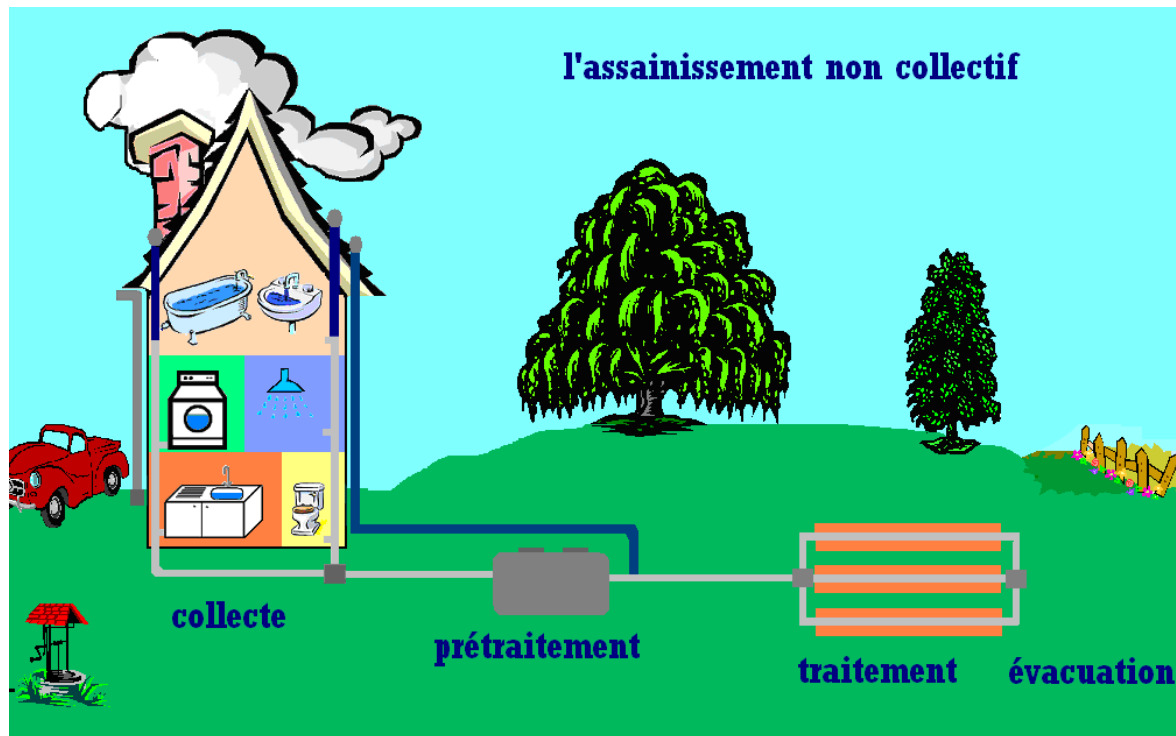 l'assainissement non collectif
collecte
prétraitement
traitement
évacuation